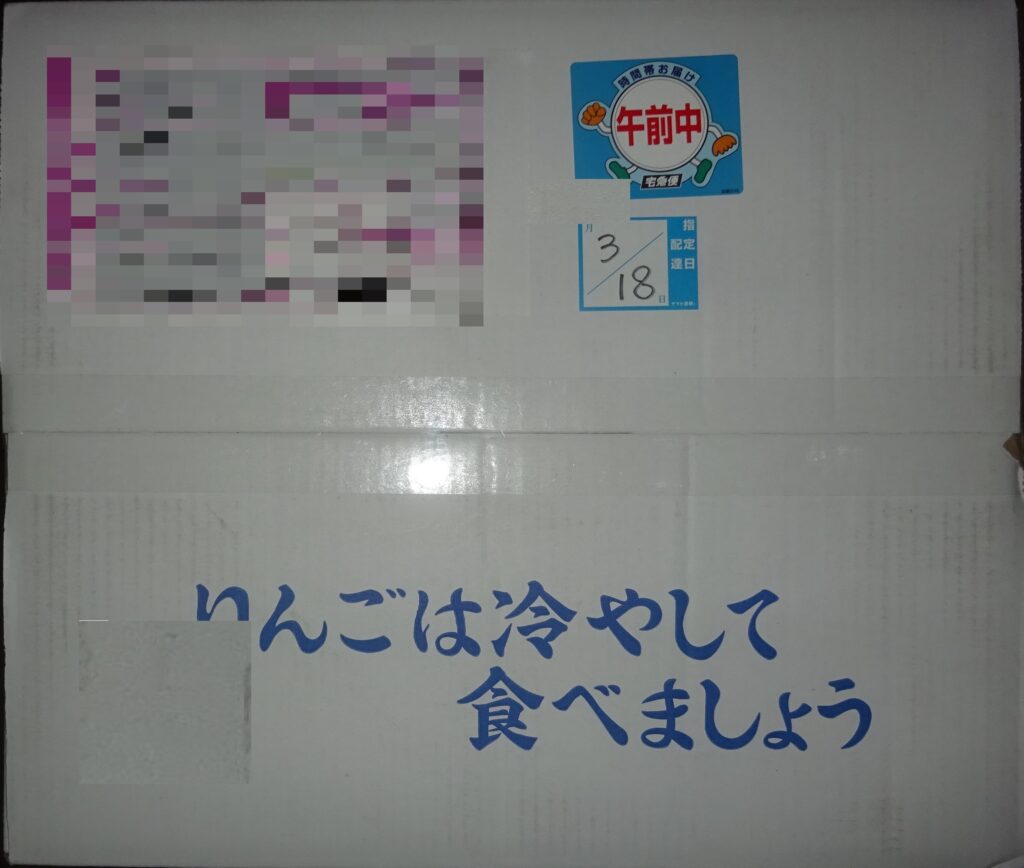 時間帯お届け
午前中
宅急便
月
指定
配達日
3
18
日
りんごは冷やして
食べましょう